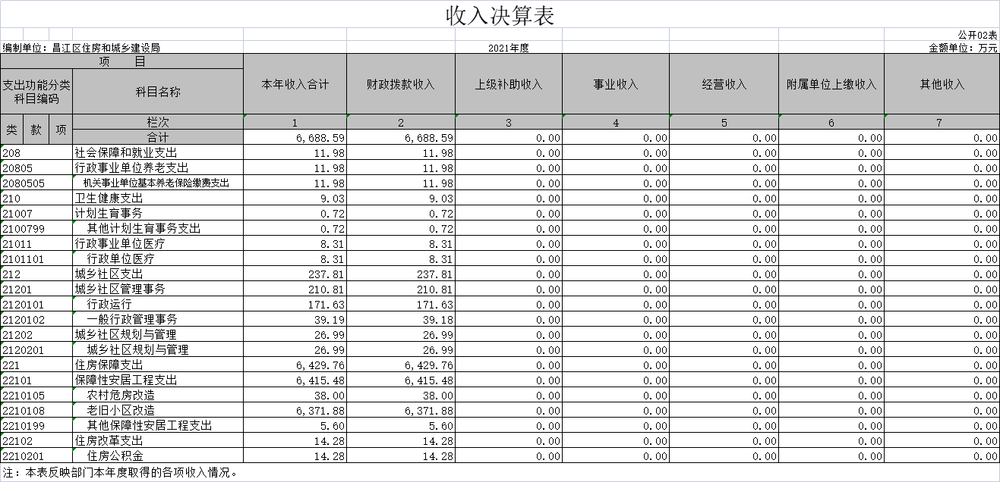 收入决算表
公开02表
编制单位：昌江区住房和城乡建设局 2021年度 金额单位：万元
项 目 本年收入合计 财政拨款收入 上级补助收入 事业收入 经营收入 附属单位上缴收入 其他收入
支出功能分类科目编码 科目名称
类 款 项 栏次 1 2 3 4 5 6 7
合计 6,688.59 6,688.59 0.00 0.00 0.00 0.00 0.00
208 社会保障和就业支出 11.98 11.98 0.00 0.00 0.00 0.00 0.00
20805 行政事业单位养老支出 11.98 11.98 0.00 0.00 0.00 0.00 0.00
2080505 机关事业单位基本养老保险缴费支出 11.98 11.98 0.00 0.00 0.00 0.00 0.00
210 卫生健康支出 9.03 9.03 0.00 0.00 0.00 0.00 0.00
21007 计划生育事务 0.72 0.72 0.00 0.00 0.00 0.00 0.00
2100799 其他计划生育事务支出 0.72 0.72 0.00 0.00 0.00 0.00 0.00
21011 行政事业单位医疗 8.31 8.31 0.00 0.00 0.00 0.00 0.00
2101101 行政单位医疗 8.31 8.31 0.00 0.00 0.00 0.00 0.00
212 城乡社区支出 237.81 237.81 0.00 0.00 0.00 0.00 0.00
21201 城乡社区管理事务 210.81 210.81 0.00 0.00 0.00 0.00 0.00
2120101 行政运行 171.63 171.63 0.00 0.00 0.00 0.00 0.00
2120102 一般行政管理事务 39.19 39.18 0.00 0.00 0.00 0.00 0.00
21202 城乡社区规划与管理 26.99 26.99 0.00 0.00 0.00 0.00 0.00
2120201 城乡社区规划与管理 26.99 26.99 0.00 0.00 0.00 0.00 0.00
221 住房保障支出 6,429.76 6,429.76 0.00 0.00 0.00 0.00 0.00
22101 保障性安居工程支出 6,415.48 6,415.48 0.00 0.00 0.00 0.00 0.00
2210105 农村危房改造 38.00 38.00 0.00 0.00 0.00 0.00 0.00
2210108 老旧小区改造 6,371.88 6,371.88 0.00 0.00 0.00 0.00 0.00
2210199 其他保障性安居工程支出 5.60 5.60 0.00 0.00 0.00 0.00 0.00
22102 住房改革支出 14.28 14.28 0.00 0.00 0.00 0.00 0.00
2210201 住房公积金 14.28 14.28 0.00 0.00 0.00 0.00 0.00
注：本表反映部门本年度取得的各项收入情况。